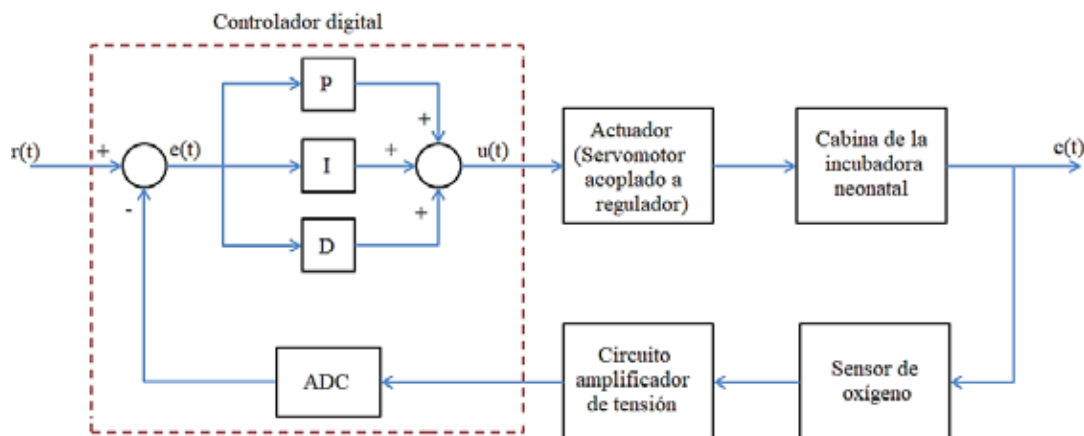 Controlador digital
P
+
r(t)
+
e(t)
I
+
u(t)
Actuador
(Servomotor
acoplado a
regulador)
Cabina de la
incubadora
neonatal
c(t)
-
+
D
ADC
Circuito
amplificador
de tensión
Sensor de
oxígeno